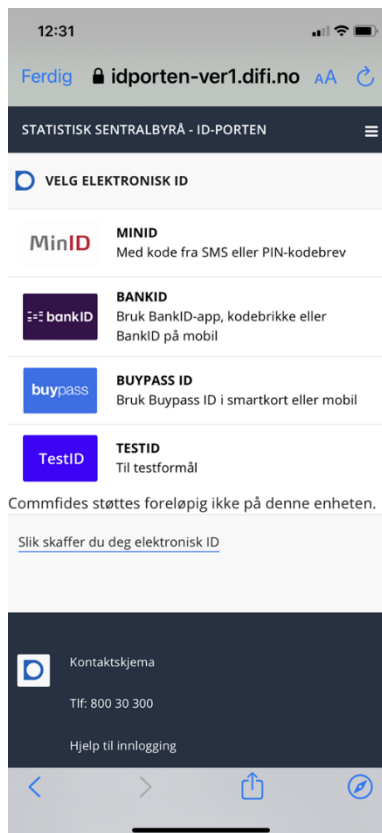 12:31
Ferdig idporten-ver1.difi.no AA
STATISTISK SENTRALBYRÅ - ID-PORTEN
VELG ELEKTRONISK ID
MinID
MINID
Med kode fra SMS eller PIN-kodebrev
bankID
BANKID
Bruk BankID-app, kodebrikke eller
BankID på mobil
buypass
BUYPASS ID
Bruk Buypass ID i smartkort eller mobil
TestID
TESTID
Til testformål
Commfides støttes foreløpig ikke på denne enheten.
Slik skaffer du deg elektronisk ID
Kontaktskjema
Tlf: 800 30 300
Hjelp til innlogging